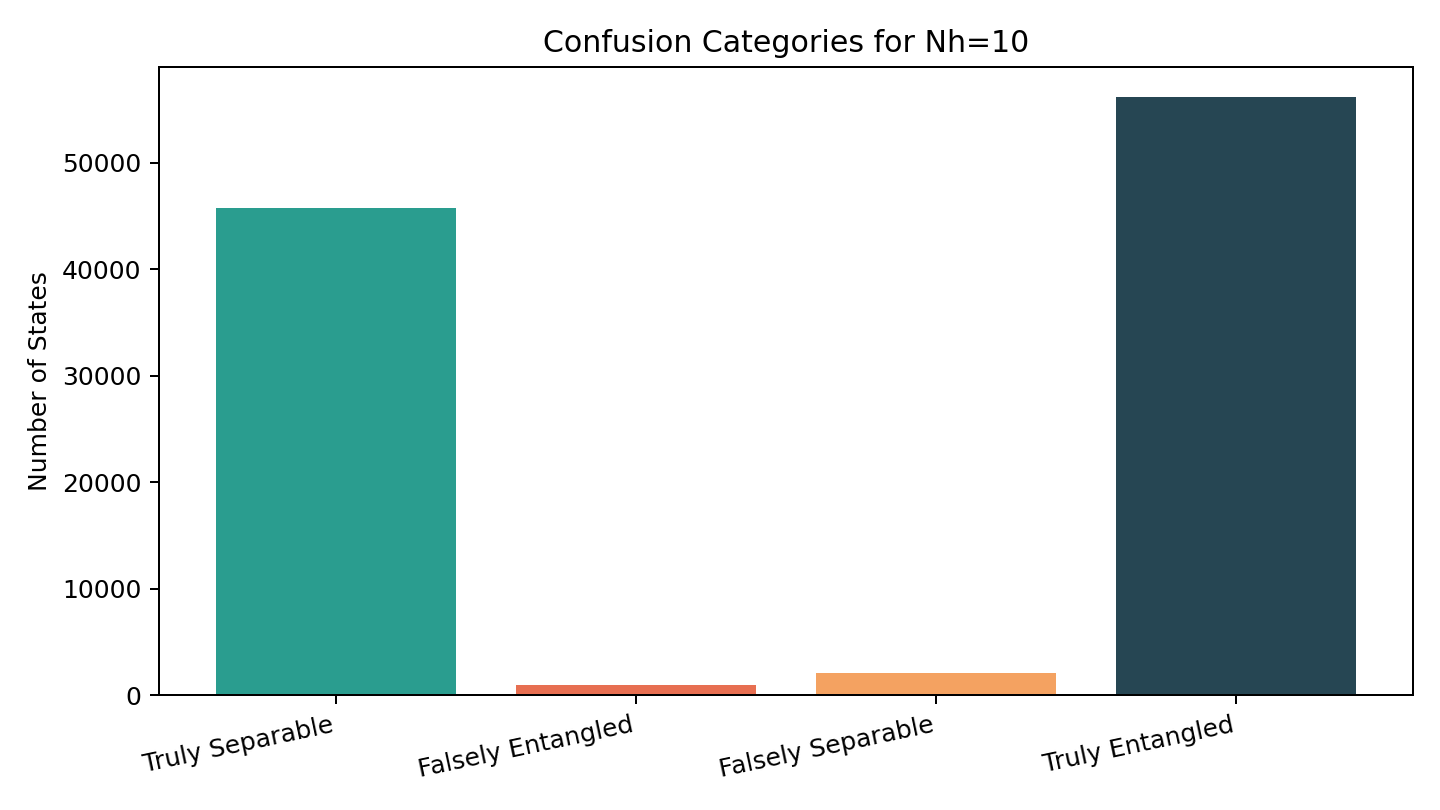 Confusion Categories for Nh=10
Number of States
50000
40000
30000
20000
10000
0
Truly Separable
Falsely Entangled
Falsely Separable
Truly Entangled